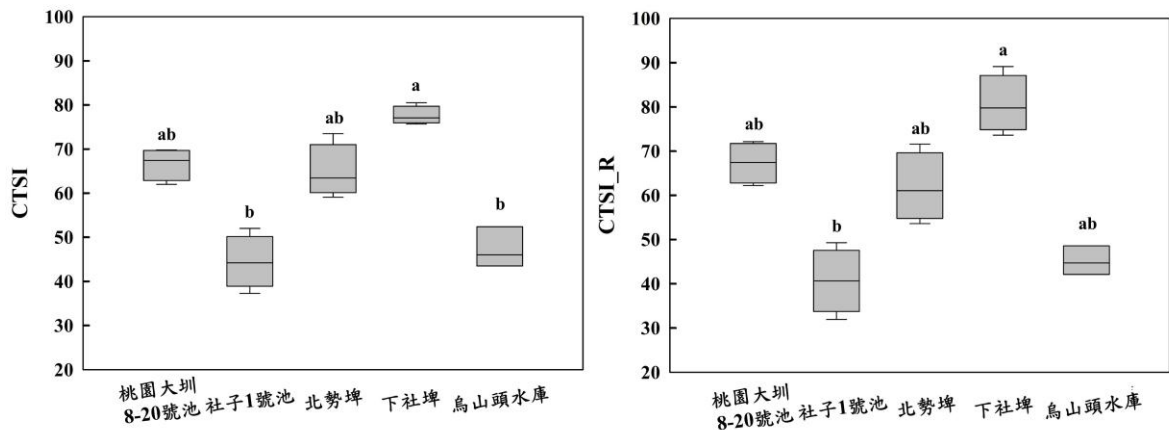 CTSI
100
90
80
70
60
50
40
30
20
ab
b
ab
a
b
桃園大圳
8-20號池
社子1號池
北勢埤
下社埤
烏山頭水庫
CTSI_R
100
90
80
70
60
50
40
30
20
ab
b
ab
a
ab
桃園大圳
8-20號池
社子1號池
北勢埤
下社埤
烏山頭水庫